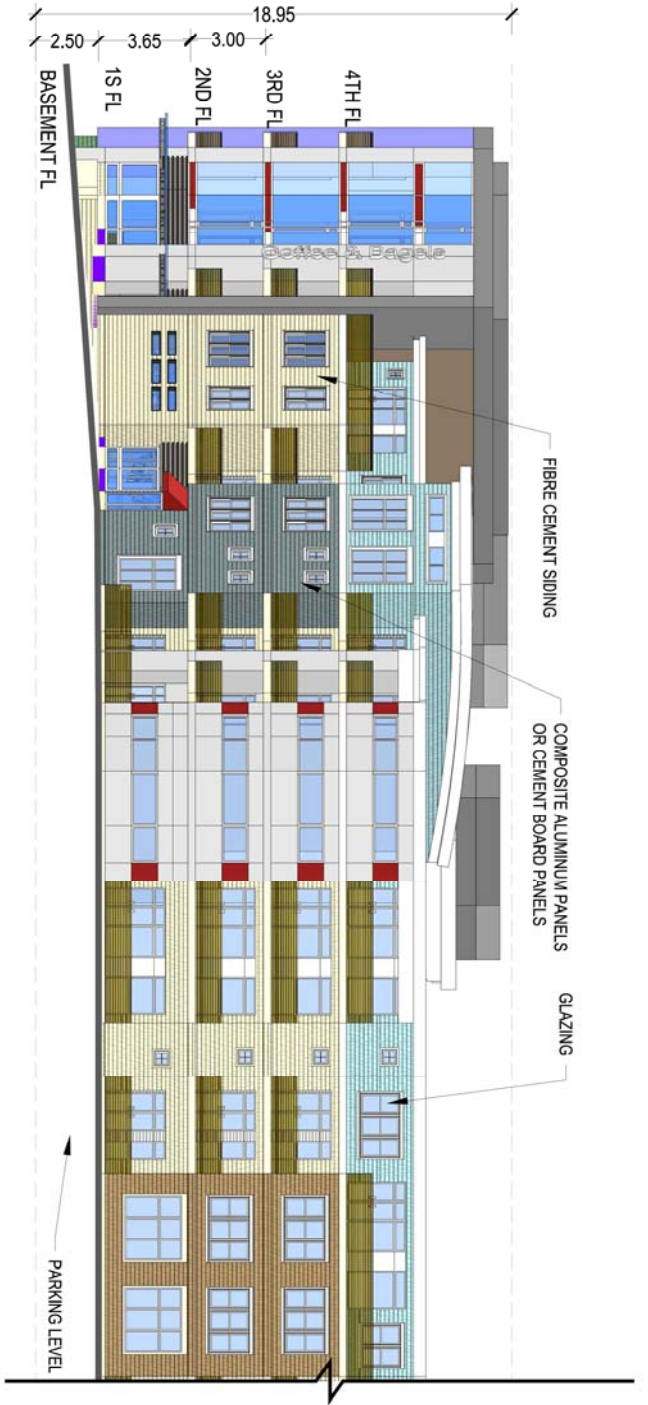 18.95
2.50
3.65
3.00
BASEMENT FL
1S FL
2ND FL
3RD FL
4TH FL
Coffee & Bagels
FIBRE CEMENT SIDING
COMPOSITE ALUMINUM PANELS
OR CEMENT BOARD PANELS
GLAZING
PARKING LEVEL